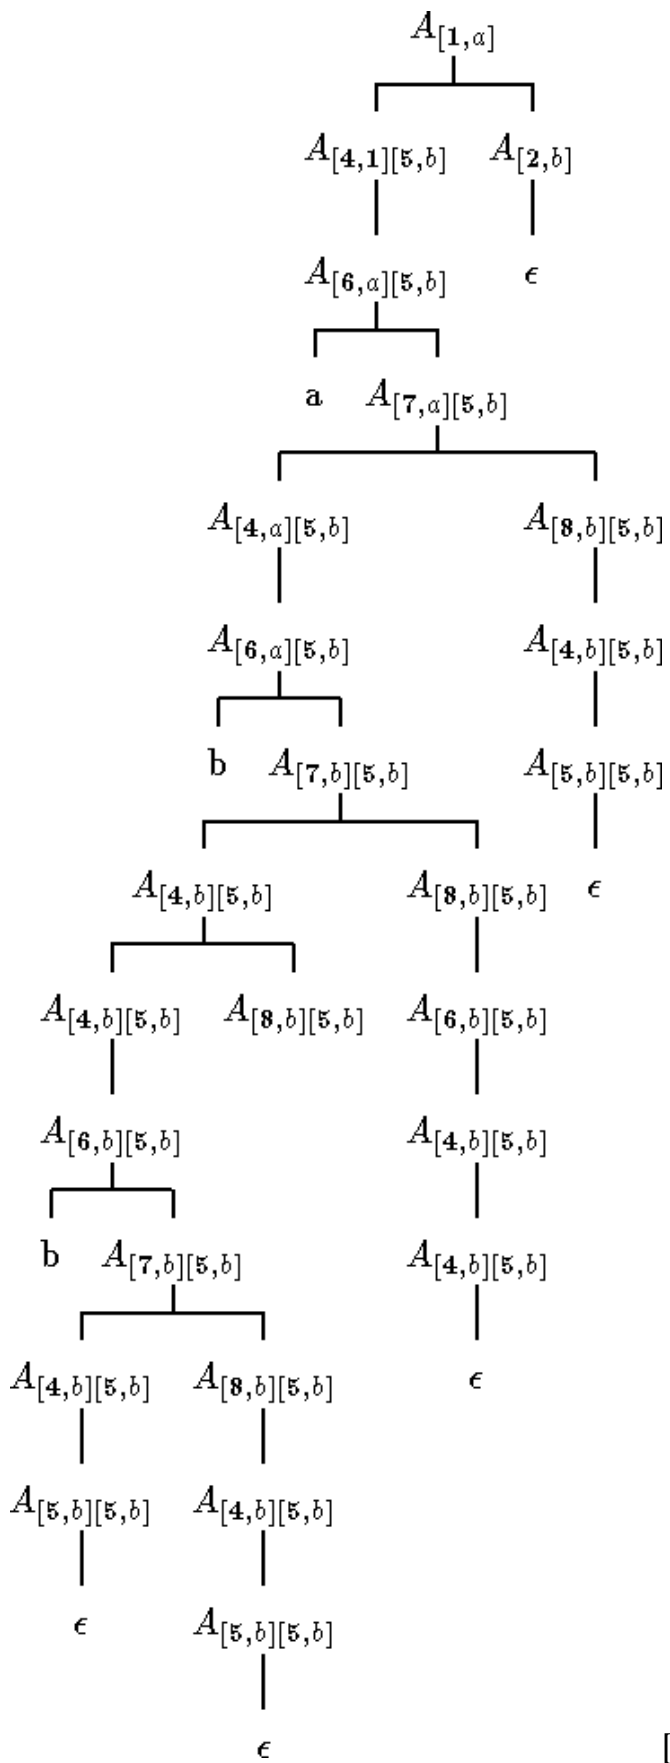 A[1,a]
A[4,1][5,b] A[2,b]
A[6,a][5,b] ϵ
a A[7,a][5,b]
A[4,a][5,b] A[8,b][5,b]
A[6,a][5,b] A[4,b][5,b]
b A[7,b][5,b] A[5,b][5,b]
A[4,b][5,b] A[8,b][5,b] ϵ
A[4,b][5,b] A[8,b][5,b] A[6,b][5,b]
A[6,b][5,b] A[4,b][5,b]
b A[7,b][5,b] A[4,b][5,b]
A[4,b][5,b] A[8,b][5,b] ϵ
A[5,b][5,b] A[4,b][5,b]
ϵ A[5,b][5,b]
ϵ [